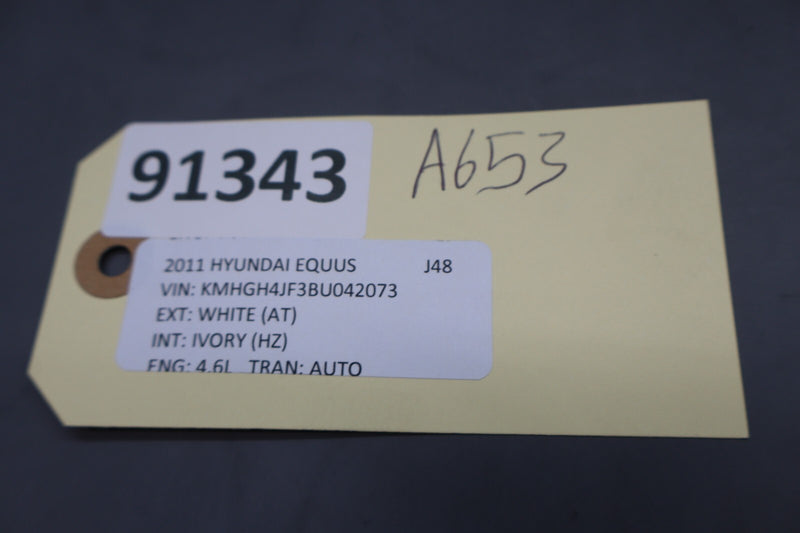 91343
A653
2011 HYUNDAI EQUUS J48
VIN: KMHGH4JF3BU042073
EXT: WHITE (AT)
INT: IVORY (HZ)
ENG: 4.6L TRAN: AUTO